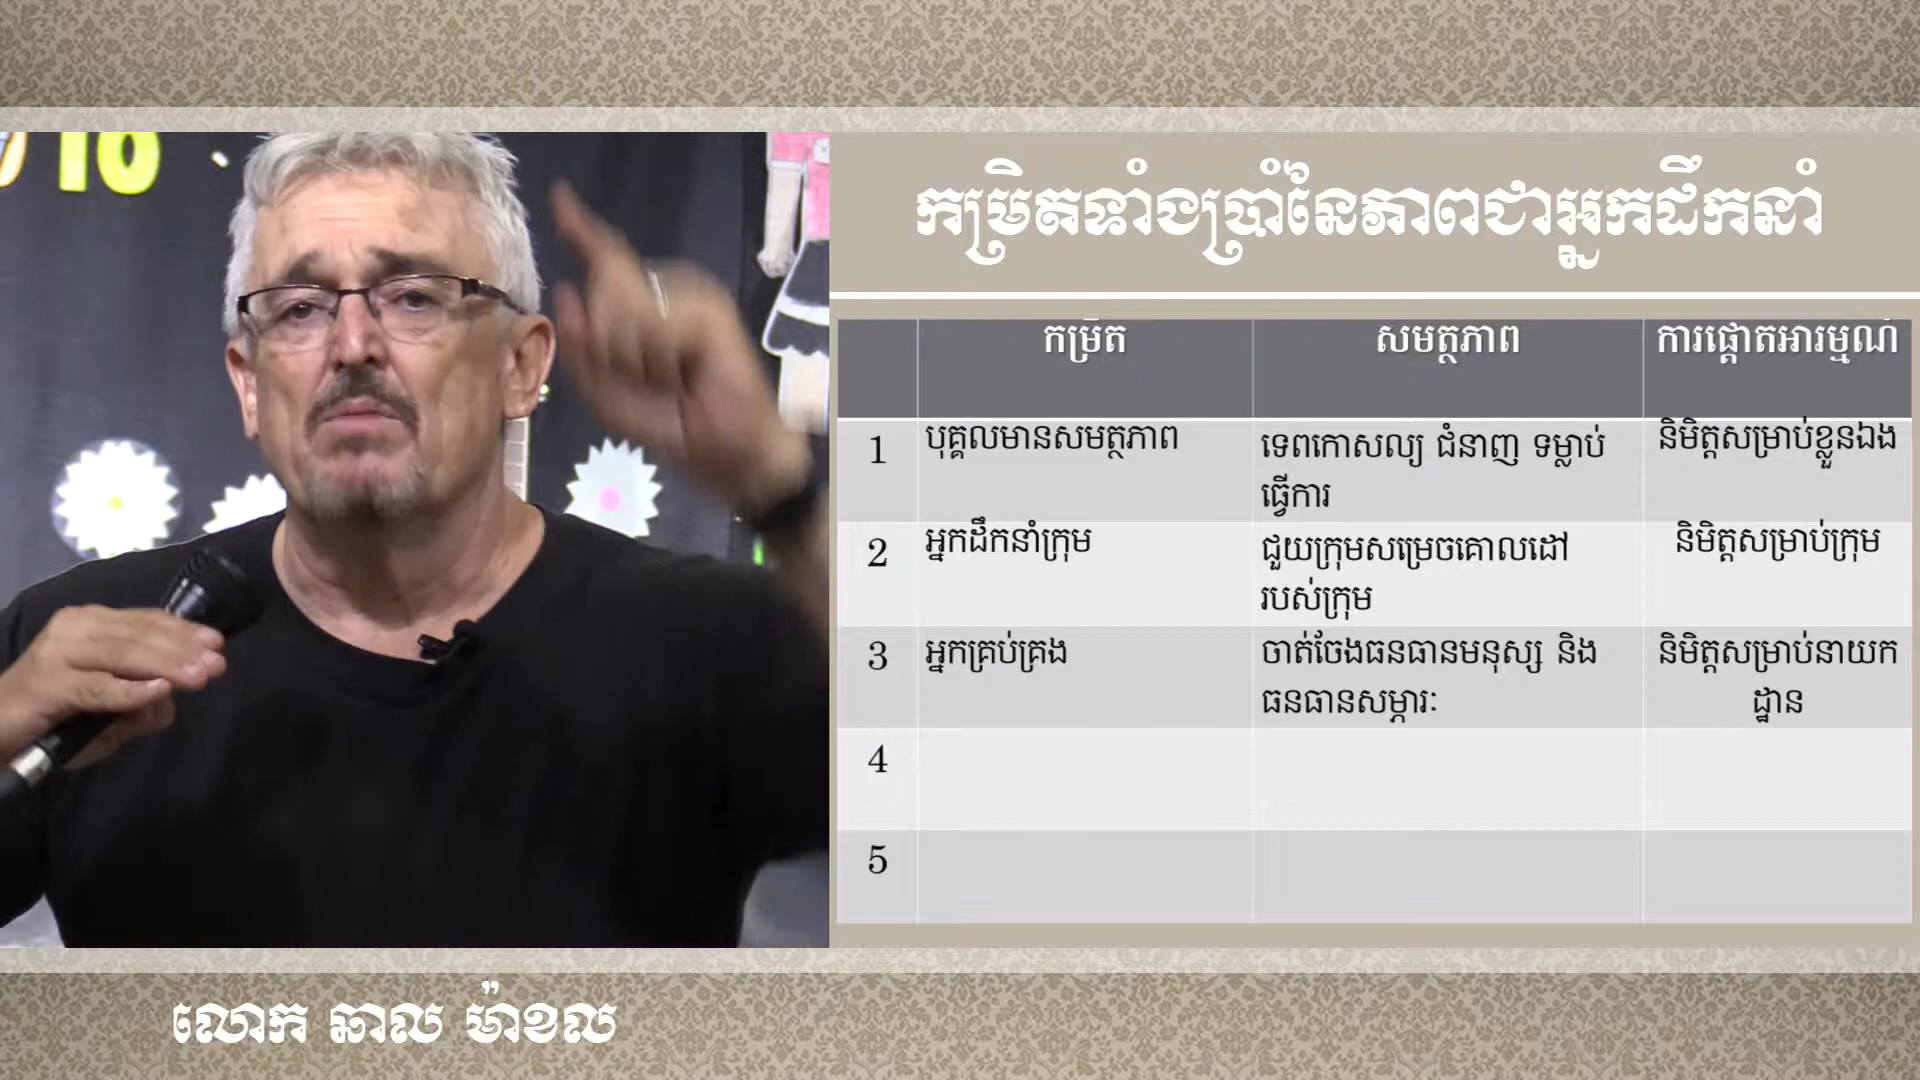 18
កម្រិតទាំងប្រាំនៃភាពជាអ្នកដឹកនាំ
កម្រិត
សមត្ថភាព
ការផ្តោតអារម្មណ៍
1
បុគ្គលមានសមត្ថភាព
ទេពកោសល្យ ជំនាញ ទម្លាប់
ធ្វើការ
និមិត្តសម្រាប់ខ្លួនឯង
2
អ្នកដឹកនាំក្រុម
ជួយក្រុមសម្រេចគោលដៅ
របស់ក្រុម
និមិត្តសម្រាប់ក្រុម
3
អ្នកគ្រប់គ្រង
ចាត់ចែងធនធានមនុស្ស និង
ធនធានសម្ភារៈ
និមិត្តសម្រាប់នាយក
ដ្ឋាន
4
5
លោក ឆាល ម៉ាខល